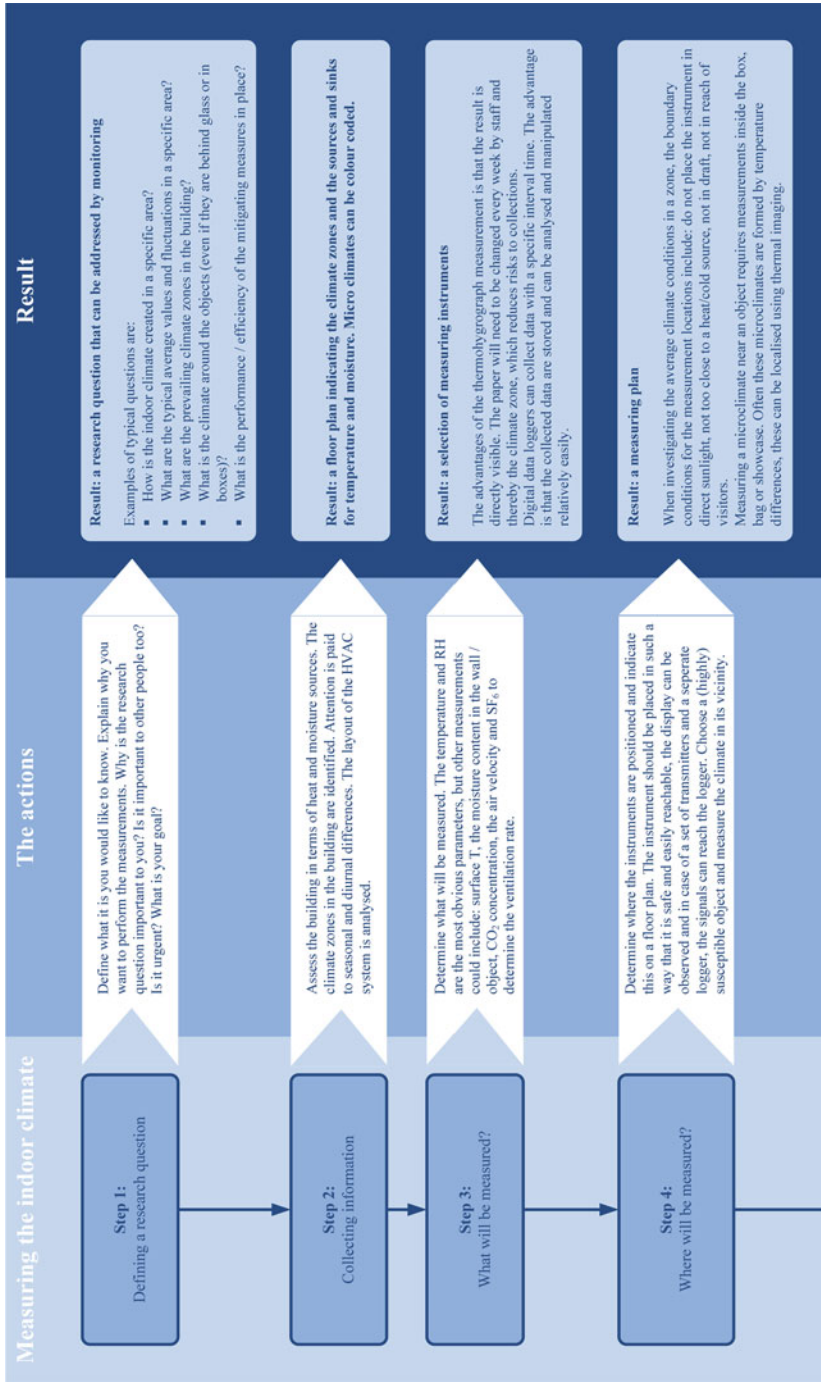 Measuring the indoor climate
The actions
Result
Step 1:
Defining a research question
Define what it is you would like to know. Explain why you
want to perform the measurements. Why is the research
question important to you? Is it important to other people too?
Is it urgent? What is your goal?
Result: a research question that can be addressed by monitoring
Examples of typical questions are:
▪ How is the indoor climate created in a specific area?
▪ What are the typical average values and fluctuations in a specific area?
▪ What are the prevailing climate zones in the building?
▪ What is the climate around the objects (even if they are behind glass or in
boxes)?
▪ What is the performance / efficiency of the mitigating measures in place?
Step 2:
Collecting information
Assess the building in terms of heat and moisture sources. The
climate zones in the building are identified. Attention is paid
to seasonal and diurnal differences. The layout of the HVAC
system is analysed.
Result: a floor plan indicating the climate zones and the sources and sinks
for temperature and moisture. Micro climates can be colour coded.
Step 3:
What will be measured?
Determine what will be measured. The temperature and RH
are the most obvious parameters, but other measurements
could include: surface T, the moisture content in the wall /
object, CO₂ concentration, the air velocity and SF₆ to
determine the ventilation rate.
Result: a selection of measuring instruments
The advantages of the thermohygrograph measurement is that the result is
directly visible. The paper will need to be changed every week by staff and
thereby the climate zone, which reduces risks to collections.
Digital data loggers can collect data with a specific interval time. The advantage
is that the collected data are stored and can be analysed and manipulated
relatively easily.
Step 4:
Where will be measured?
Determine where the instruments are positioned and indicate
this on a floor plan. The instrument should be placed in such a
way that it is safe and easily reachable, the display can be
observed and in case of a set of transmitters and a seperate
logger, the signals can reach the logger. Choose a (highly)
susceptible object and measure the climate in its vicinity.
Result: a measuring plan
When investigating the average climate conditions in a zone, the boundary
conditions for the measurement locations include: do not place the instrument in
direct sunlight, not too close to a heat/cold source, not in draft, not in reach of
visitors.
Measuring a microclimate near an object requires measurements inside the box,
bag or showcase. Often these microclimates are formed by temperature
differences, these can be localised using thermal imaging.